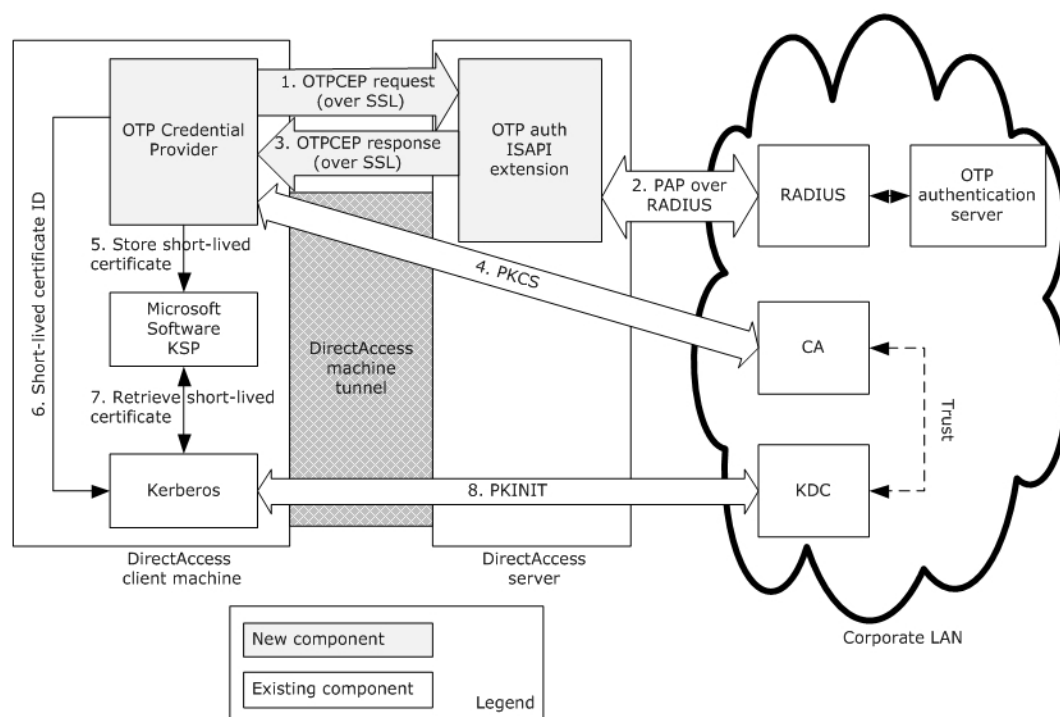 1. OTPCEP request
(over SSL)
OTP Credential
Provider
3. OTPCEP response
(over SSL)
OTP auth
ISAPI
extension
2. PAP over
RADIUS
RADIUS
OTP
authentication
server
6. Short-lived certificate ID
5. Store short-lived
certificate
4. PKCS
Microsoft
Software
KSP
DirectAccess
machine
tunnel
CA
7. Retrieve short-lived
certificate
Trust
Kerberos
8. PKINIT
KDC
DirectAccess
client machine
DirectAccess
server
Corporate LAN
New component
Existing component
Legend